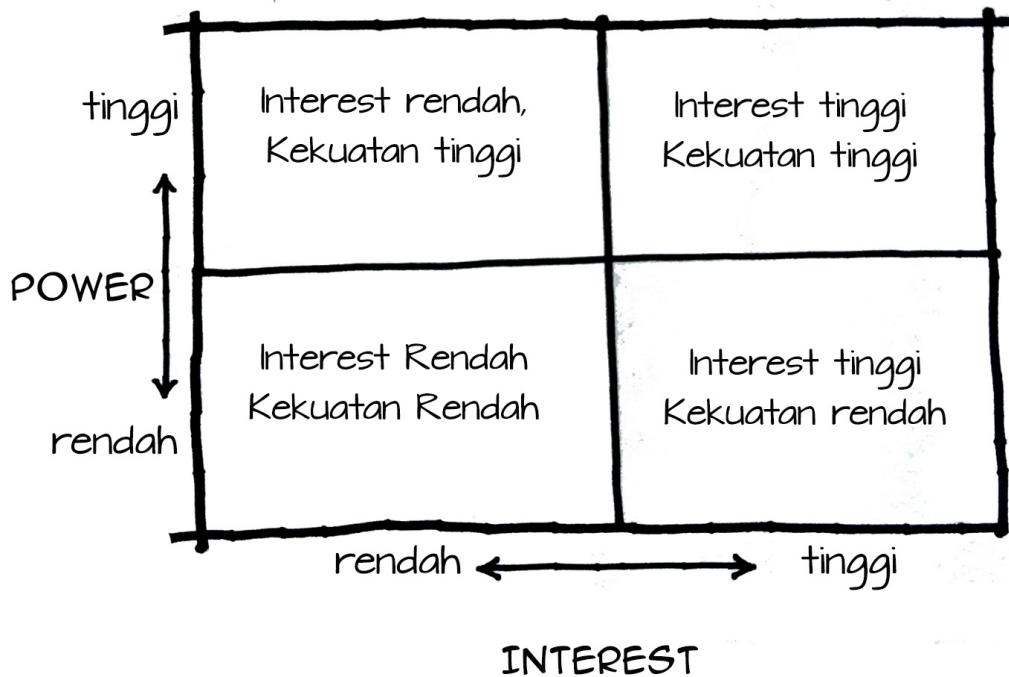 tinggi
Interest rendah,
Kekuatan tinggi
Interest tinggi
Kekuatan tinggi
POWER
Interest Rendah
Kekuatan Rendah
Interest tinggi
Kekuatan rendah
rendah
rendah
tinggi
INTEREST